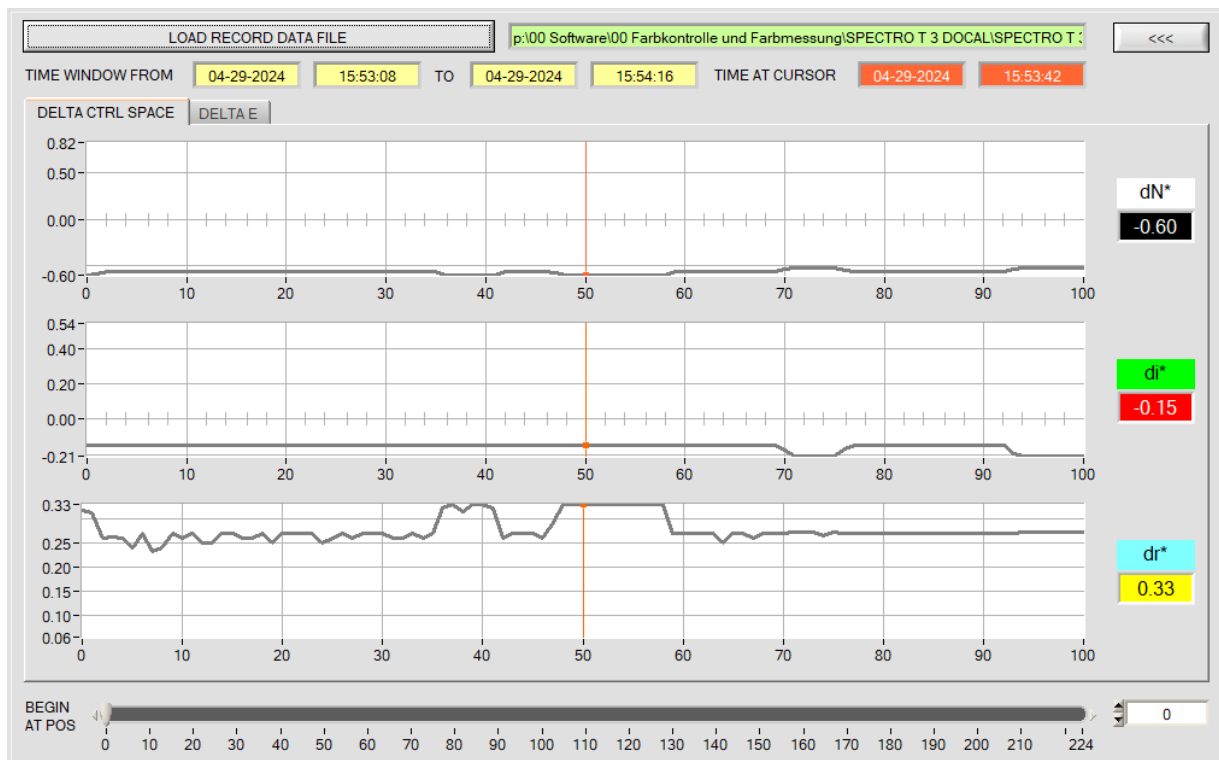 LOAD RECORD DATA FILE p:\00 Software\00 Farbkontrolle und Farbmessung\SPECTRO T 3 DOCAL\SPECTRO T <<<
TIME WINDOW FROM 04-29-2024 15:53:08 TO 04-29-2024 15:54:16 TIME AT CURSOR 04-29-2024 15:53:42
DELTA CTRL SPACE DELTA E
0.82
0.50
0.00
-0.60
0 10 20 30 40 50 60 70 80 90 100
dN*
-0.60
0.54
0.40
0.20
0.00
-0.21
0 10 20 30 40 50 60 70 80 90 100
di*
-0.15
0.33
0.25
0.20
0.15
0.10
0.06
0 10 20 30 40 50 60 70 80 90 100
dr*
0.33
BEGIN
AT POS
0 10 20 30 40 50 60 70 80 90 100 110 120 130 140 150 160 170 180 190 200 210 224
0